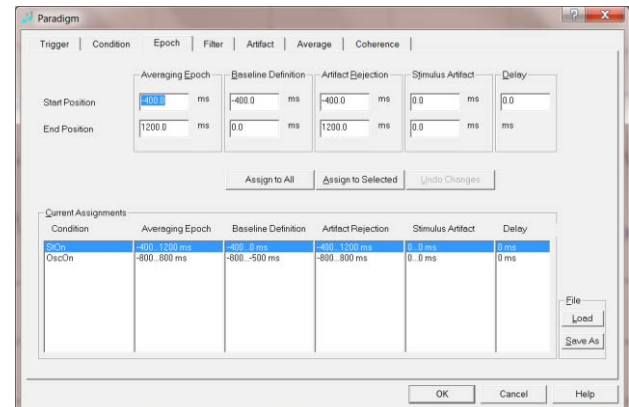 Paradigm
Trigger Condition Epoch Filter Artifact Average Coherence
Averaging Epoch Baseline Definition Artifact Rejection Stimulus Artifact Delay
Start Position -400.0 ms -400.0 ms -400.0 ms 0.0 ms 0.0
End Position 1200.0 ms 0.0 ms 1200.0 ms 0.0 ms ms
Assign to All Assign to Selected Undo Changes
Current Assignments
Condition Averaging Epoch Baseline Definition Artifact Rejection Stimulus Artifact Delay
StOn -400...1200 ms -400...0 ms -400...1200 ms 0...0 ms 0 ms
OscOn -800...800 ms -800...-500 ms -800...800 ms 0...0 ms 0 ms
File
Load
Save As
OK Cancel Help